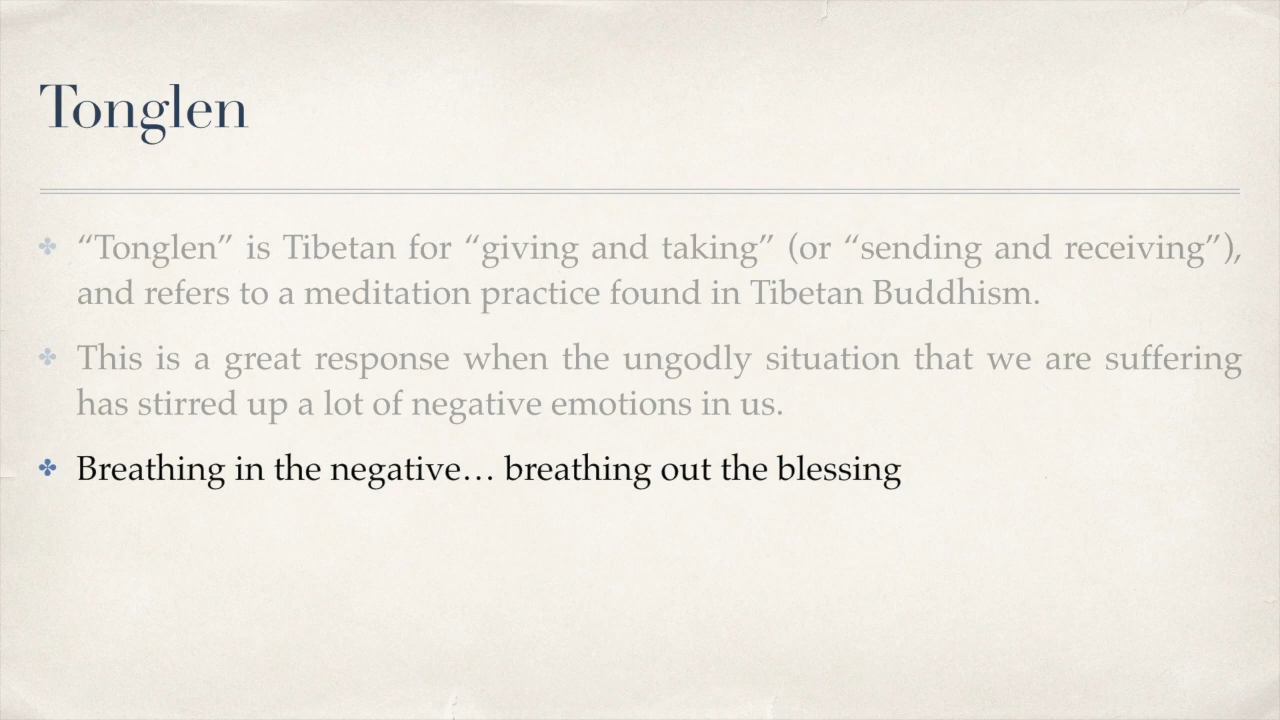 Tonglen
“Tonglen” is Tibetan for “giving and taking” (or “sending and receiving”),
and refers to a meditation practice found in Tibetan Buddhism.
This is a great response when the ungodly situation that we are suffering
has stirred up a lot of negative emotions in us.
Breathing in the negative… breathing out the blessing